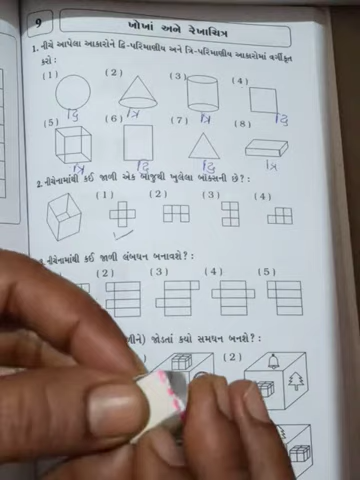 9 ખોખાં અને રેખાચિત્ર
1. નીચે આપેલા આકારોને દ્વિ-પરિમાણીય અને ત્રિ-પરિમાણીય આકારોમાં વર્ગીકૃત
કરો :
(1) (2) (3) (4)
દ્વિ ત્રિ ત્રિ દ્વિ
(5) (6) (7) (8)
ત્રિ દ્વિ દ્વિ ત્રિ
2. નીચેનામાંથી કઈ જાળી એક બાજુથી ખુલેલા બોક્સની છે? :
(1) (2) (3) (4)
નીચેનામાંથી કઈ જાળી લંબઘન બનાવશે? :
(2) (3) (4) (5)
જોડતાં કયો સમઘન બનશે? :
(2)